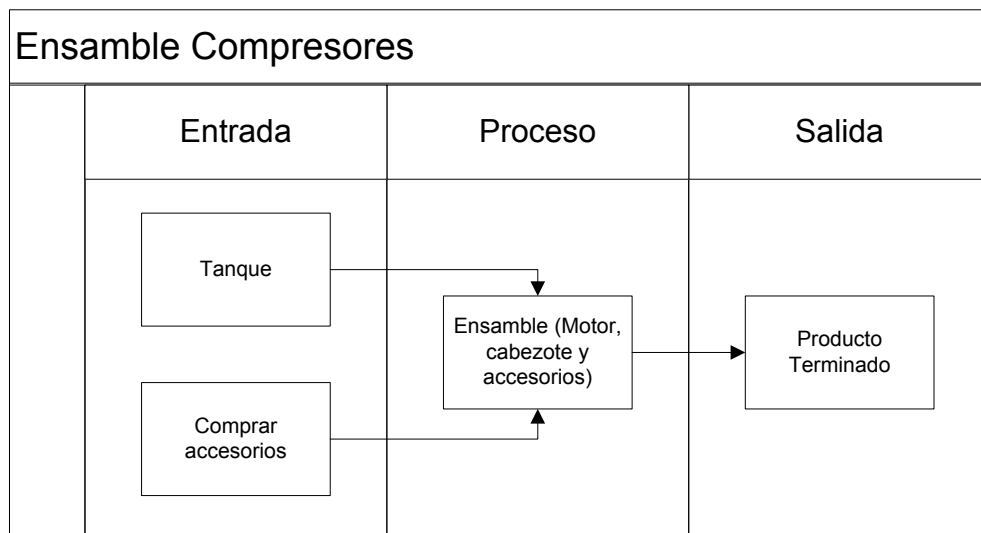 Ensamble Compresores
Entrada
Proceso
Salida
Tanque
Comprar
accesorios
Ensamble (Motor,
cabezote y
accesorios)
Producto
Terminado